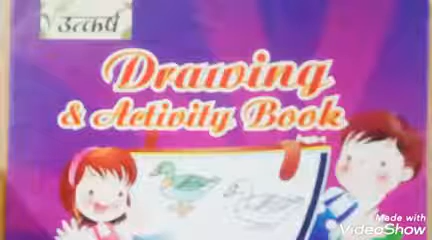 उत्कर्ष
Drawing
& Activity Book
Made with
VideoShow